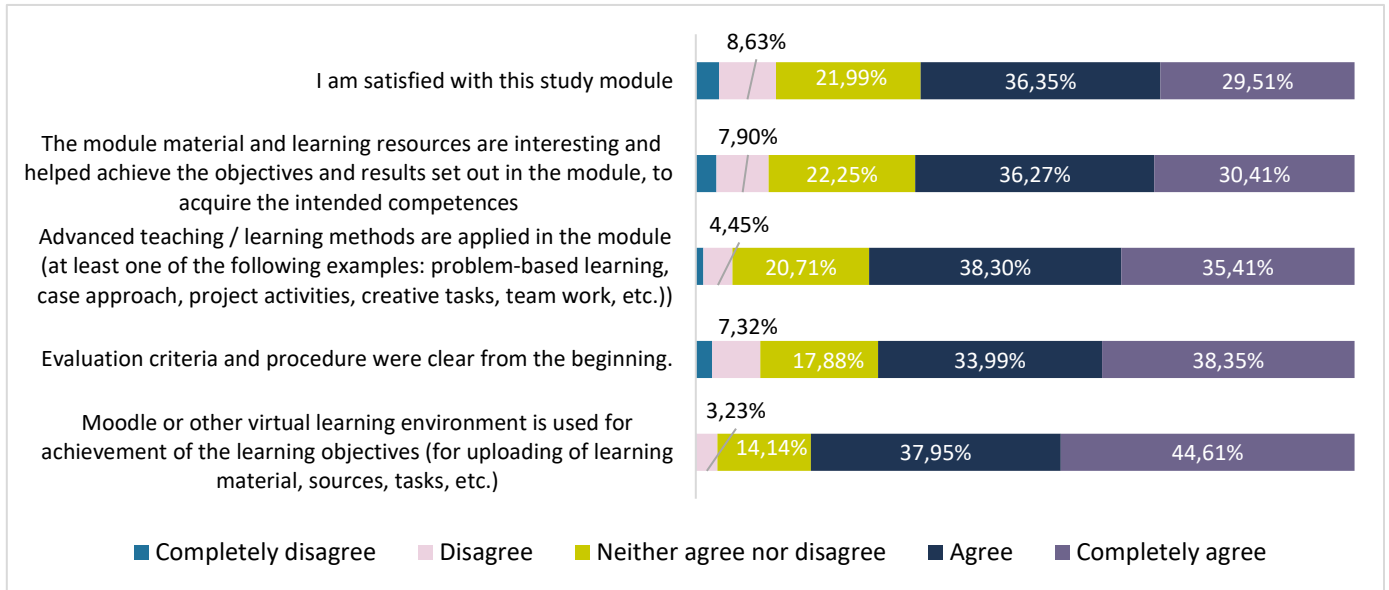 8,63%
I am satisfied with this study module
21,99%
36,35%
29,51%
7,90%
The module material and learning resources are interesting and
helped achieve the objectives and results set out in the module, to
acquire the intended competences
22,25%
36,27%
30,41%
4,45%
Advanced teaching / learning methods are applied in the module
(at least one of the following examples: problem-based learning,
case approach, project activities, creative tasks, team work, etc.))
20,71%
38,30%
35,41%
7,32%
Evaluation criteria and procedure were clear from the beginning.
17,88%
33,99%
38,35%
3,23%
Moodle or other virtual learning environment is used for
achievement of the learning objectives (for uploading of learning
material, sources, tasks, etc.)
14,14%
37,95%
44,61%
Completely disagree
Disagree
Neither agree nor disagree
Agree
Completely agree